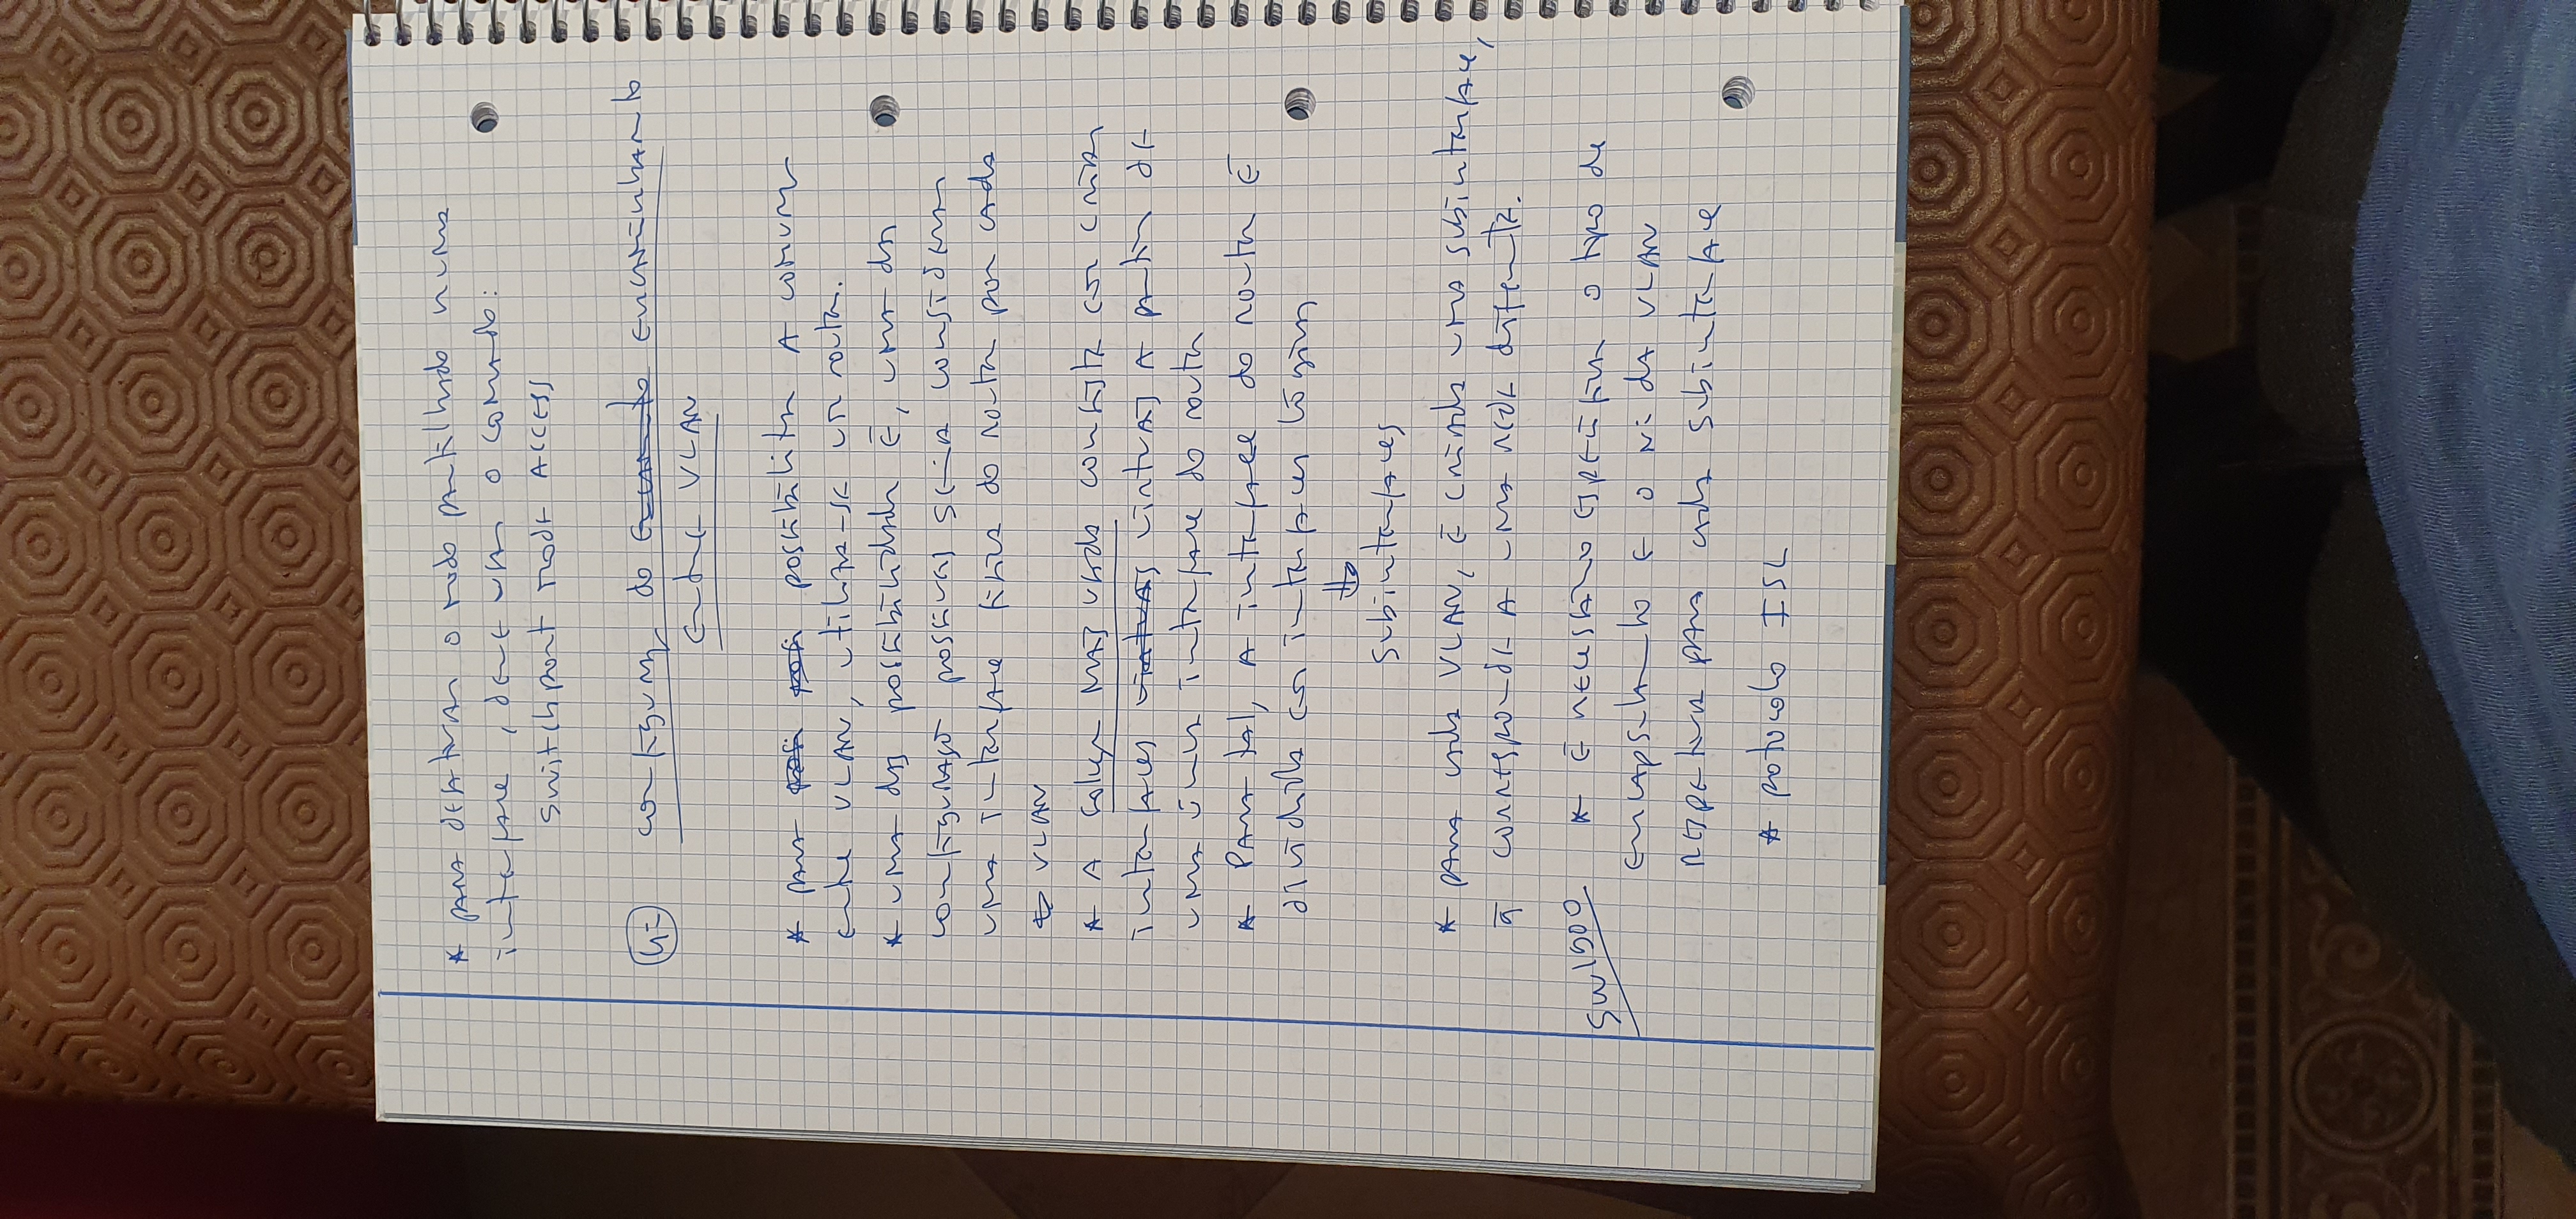 * para desativar o modo partilhado numa
interface, deve usar o comando:
switchport mode access
4= configuração do encaminhamento
entre VLAN
* para possibilitar a comunic
entre VLAN, utiliza-se um router.
* uma das possibilidades é, uma das
configurações possíveis seria considerar
uma interface física do router por cada
VLAN
* A solução mais usada consiste em criar
interfaces virtuais a partir de
uma única interface do router
* Para tal, a interface do router é
dividida em interfaces lógicas
subinterfaces
* para cada VLAN, é criada uma subinterface,
q corresponde a uma rede diferente.
SW1900 * É necessário especificar o tipo de
encapsulamento e o nº da VLAN
respetiva para cada subinterface
* protocolo ISL